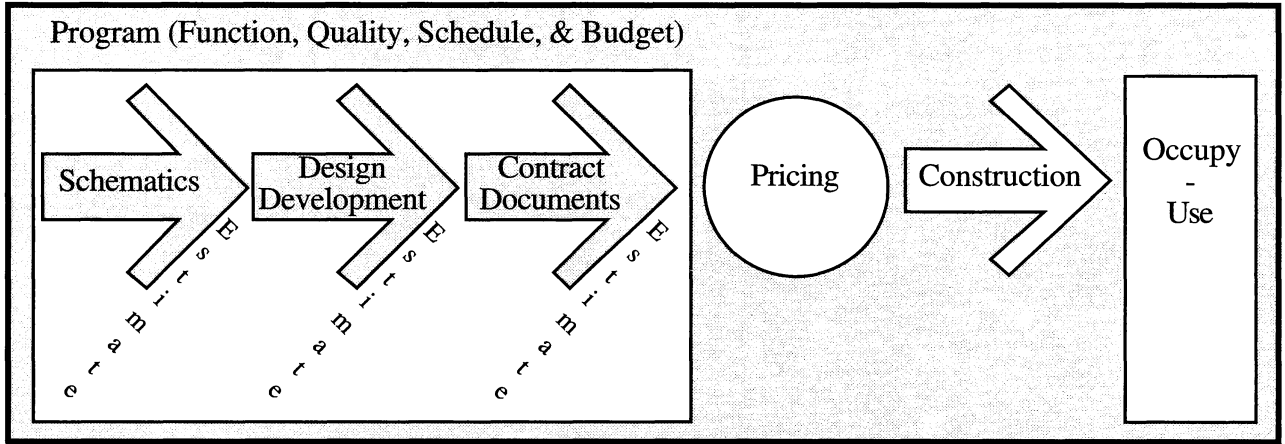 Program (Function, Quality, Schedule, & Budget)
Schematics
Estimate
Design
Development
Estimate
Contract
Documents
Estimate
Pricing
Construction
Occupy
-
Use